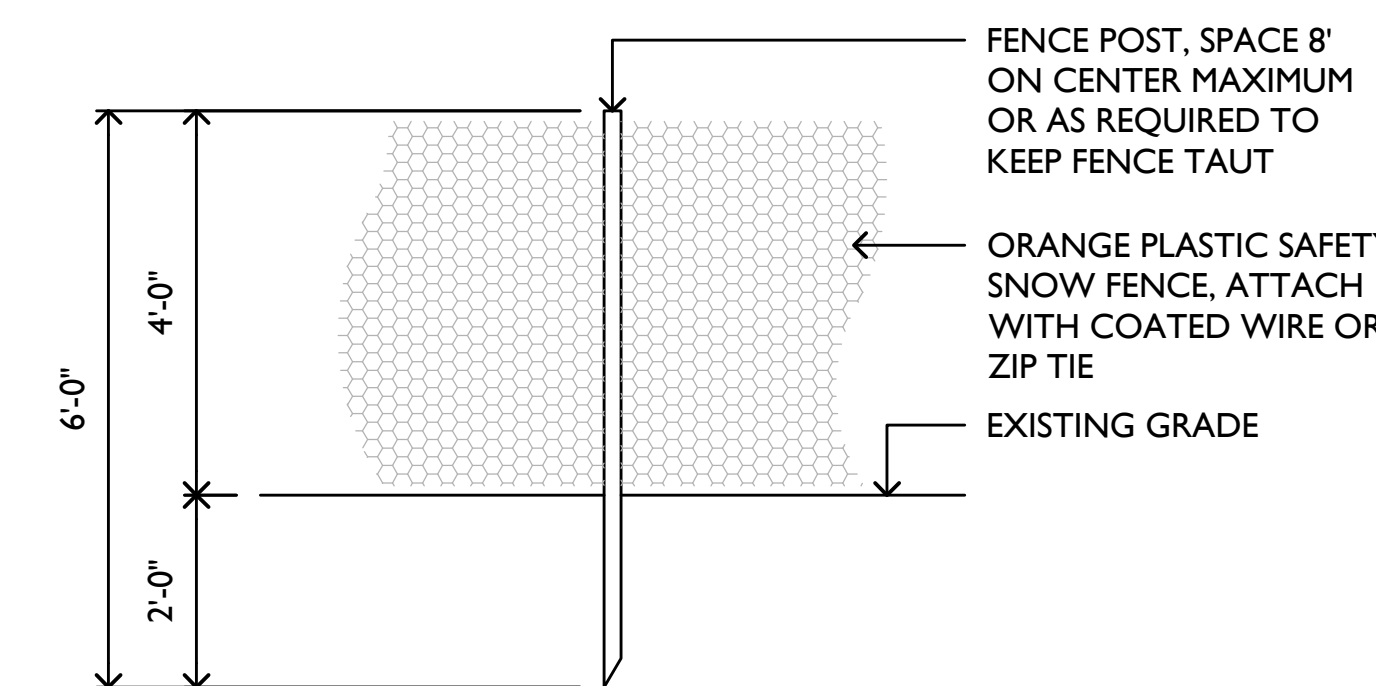 FENCE POST, SPACE 8'
ON CENTER MAXIMUM
OR AS REQUIRED TO
KEEP FENCE TAUT
ORANGE PLASTIC SAFETY
SNOW FENCE, ATTACH
WITH COATED WIRE OR
ZIP TIE
EXISTING GRADE
4'-0"
6'-0"
2'-0"